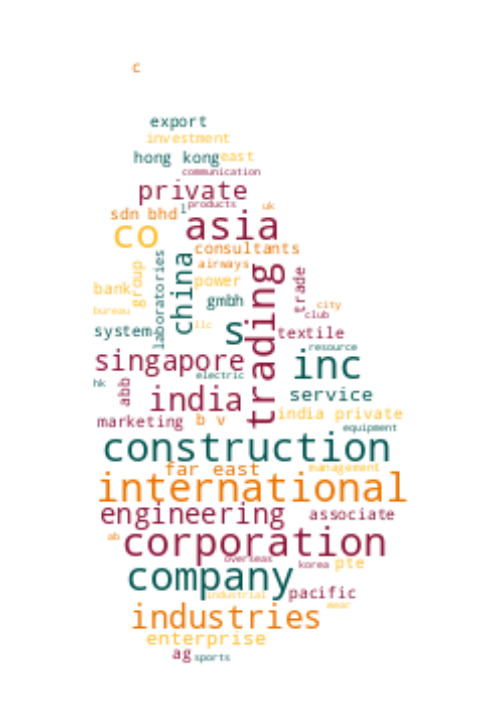 c
export
investment
hong kong
east
communication
private
products
uk
sdn bhd
l
asia
co
consultants
airways
china
laboratories
group
power
trade
bank
gmbh
trading
city
bureau
club
system
llc
s
textile
resource
singapore
inc
electric
hk
abb
india
service
marketing
b v
india private
equipment
construction
far east
management
international
engineering
associate
ab
corporation
overseas
korea
pte
company
industrial
pacific
wear
industries
enterprise
ag
sports